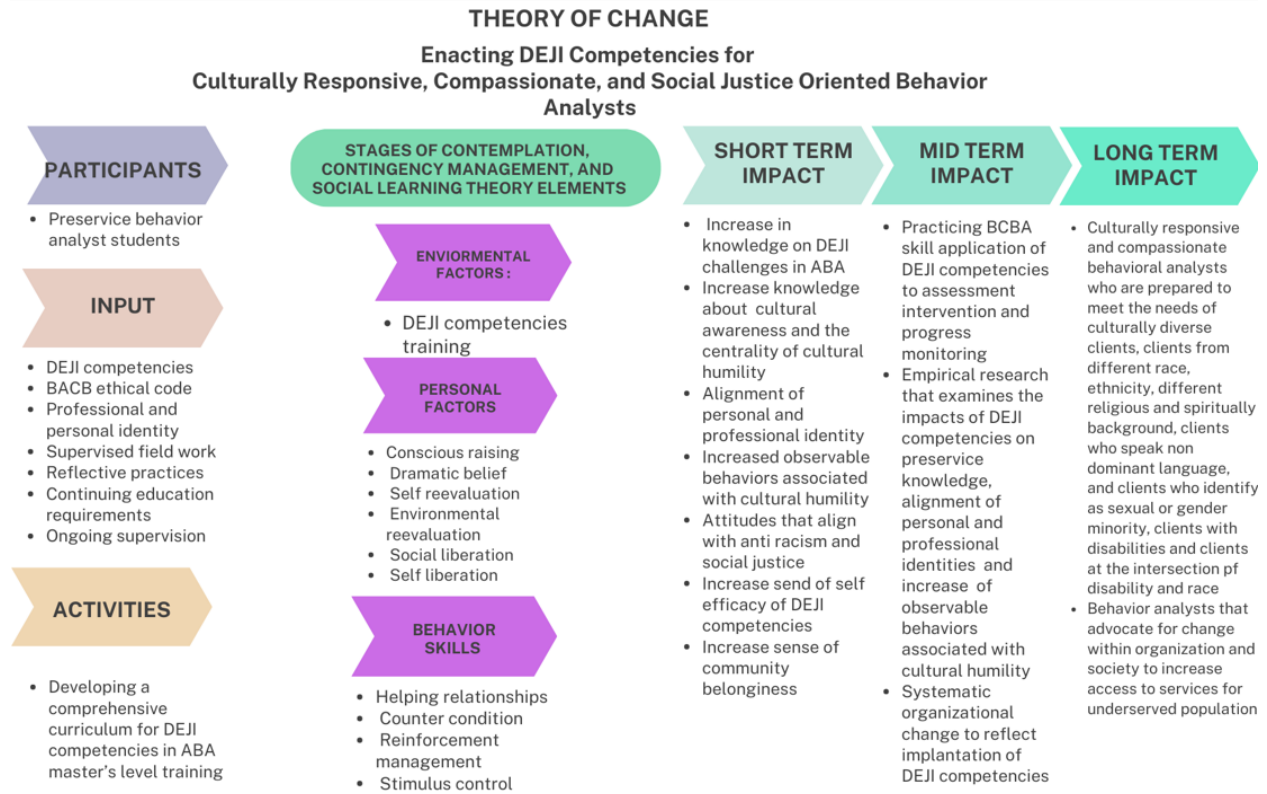 THEORY OF CHANGE
Enacting DEJI Competencies for
Culturally Responsive, Compassionate, and Social Justice Oriented Behavior
Analysts
PARTICIPANTS
• Preservice behavior
analyst students
INPUT
• DEJI competencies
• BACB ethical code
• Professional and
personal identity
• Supervised field work
• Reflective practices
• Continuing education
requirements
• Ongoing supervision
ACTIVITIES
• Developing a
comprehensive
curriculum for DEJI
competencies in ABA
master's level training
STAGES OF CONTEMPLATION,
CONTINGENCY MANAGEMENT, AND
SOCIAL LEARNING THEORY ELEMENTS
ENVIORMENTAL
FACTORS :
• DEJI competencies
training
PERSONAL
FACTORS
• Conscious raising
• Dramatic belief
• Self reevaluation
• Environmental
reevaluation
• Social liberation
• Self liberation
BEHAVIOR
SKILLS
• Helping relationships
• Counter condition
• Reinforcement
management
• Stimulus control
SHORT TERM
IMPACT
• Increase in
knowledge on DEJI
challenges in ABA
• Increase knowledge
about cultural
awareness and the
centrality of cultural
humility
• Alignment of
personal and
professional identity
• Increased observable
behaviors associated
with cultural humility
• Attitudes that align
with anti racism and
social justice
• Increase send of self
efficacy of DEJI
competencies
• Increase sense of
community
belonginess
MID TERM
IMPACT
• Practicing BCBA
skill application of
DEJI competencies
to assessment
intervention and
progress
monitoring
• Empirical research
that examines the
impacts of DEJI
competencies on
preservice
knowledge,
alignment of
personal and
professional
identities and
increase of
observable
behaviors
associated with
cultural humility
• Systematic
organizational
change to reflect
implantation of
DEJI competencies
LONG TERM
IMPACT
• Culturally responsive
and compassionate
behavioral analysts
who are prepared to
meet the needs of
culturally diverse
clients, clients from
different race,
ethnicity, different
religious and spiritually
background, clients
who speak non
dominant language,
and clients who identify
as sexual or gender
minority, clients with
disabilities and clients
at the intersection pf
disability and race
• Behavior analysts that
advocate for change
within organization and
society to increase
access to services for
underserved population